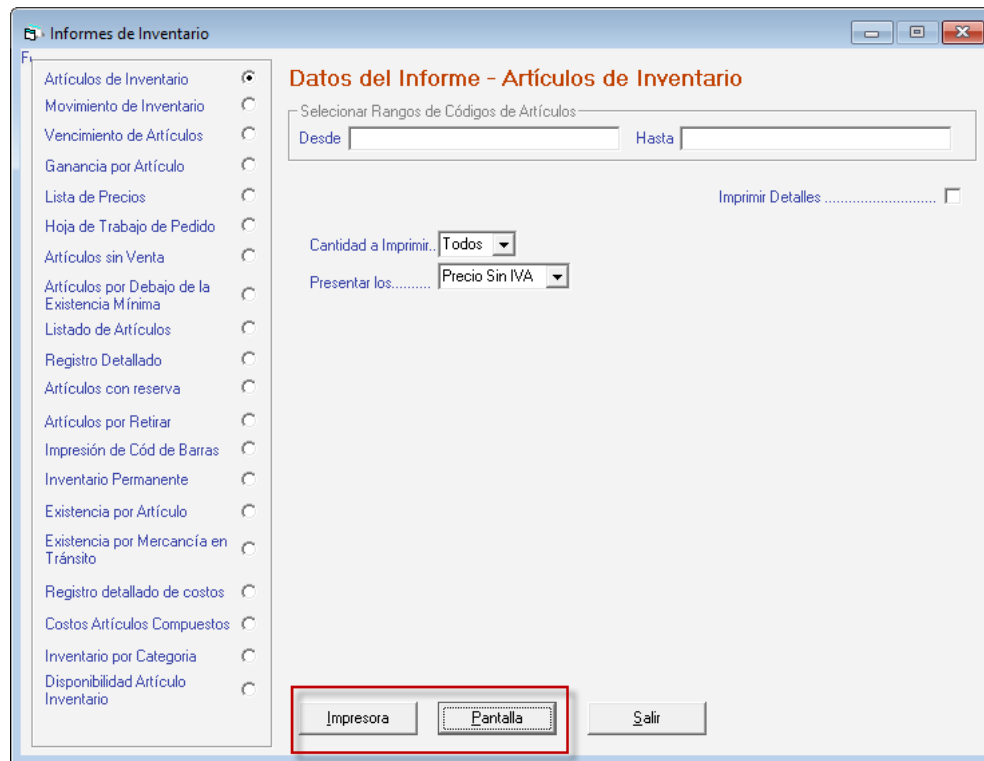 Informes de Inventario
Artículos de Inventario
Movimiento de Inventario
Vencimiento de Artículos
Ganancia por Artículo
Lista de Precios
Hoja de Trabajo de Pedido
Artículos sin Venta
Artículos por Debajo de la
Existencia Mínima
Listado de Artículos
Registro Detallado
Artículos con reserva
Artículos por Retirar
Impresión de Cód de Barras
Inventario Permanente
Existencia por Artículo
Existencia por Mercancía en
Tránsito
Registro detallado de costos
Costos Artículos Compuestos
Inventario por Categoria
Disponibilidad Artículo
Inventario
Datos del Informe - Artículos de Inventario
Selecionar Rangos de Códigos de Artículos
Desde Hasta
Imprimir Detalles ............................
Cantidad a Imprimir.. Todos
Presentar los.......... Precio Sin IVA
Impresora Pantalla Salir